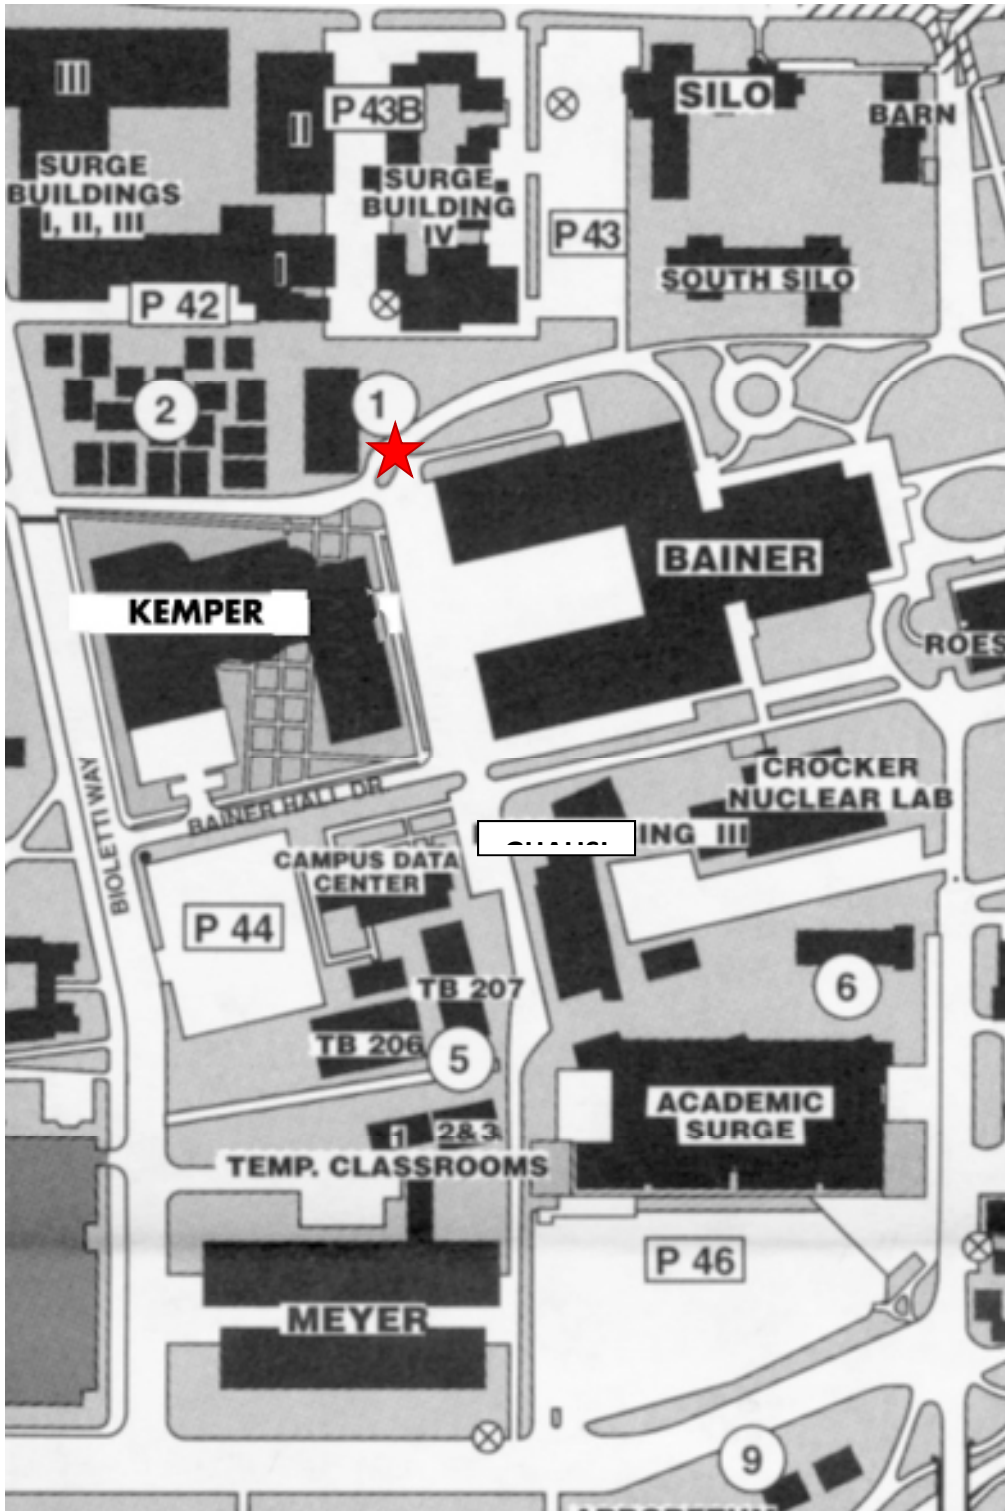 III
II
P 43B
SILO
BARN
SURGE
BUILDINGS
I, II, III
SURGE
BUILDING
IV
P 43
I
SOUTH SILO
P 42
2
1
BAINER
KEMPER
ROES
BIOLETTI WAY
BAINER HALL DR.
CROCKER
NUCLEAR LAB
ING III
CAMPUS DATA
CENTER
P 44
TB 207
6
TB 206
5
ACADEMIC
SURGE
1
2&3
TEMP. CLASSROOMS
P 46
MEYER
9